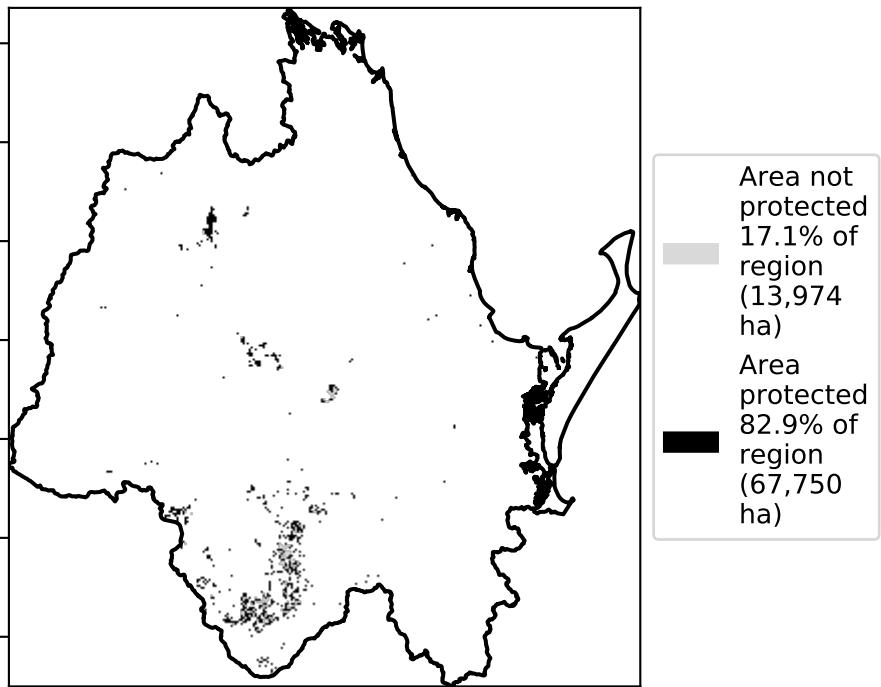 Area not
protected
17.1% of
region
(13,974
ha)
Area
protected
82.9% of
region
(67,750
ha)